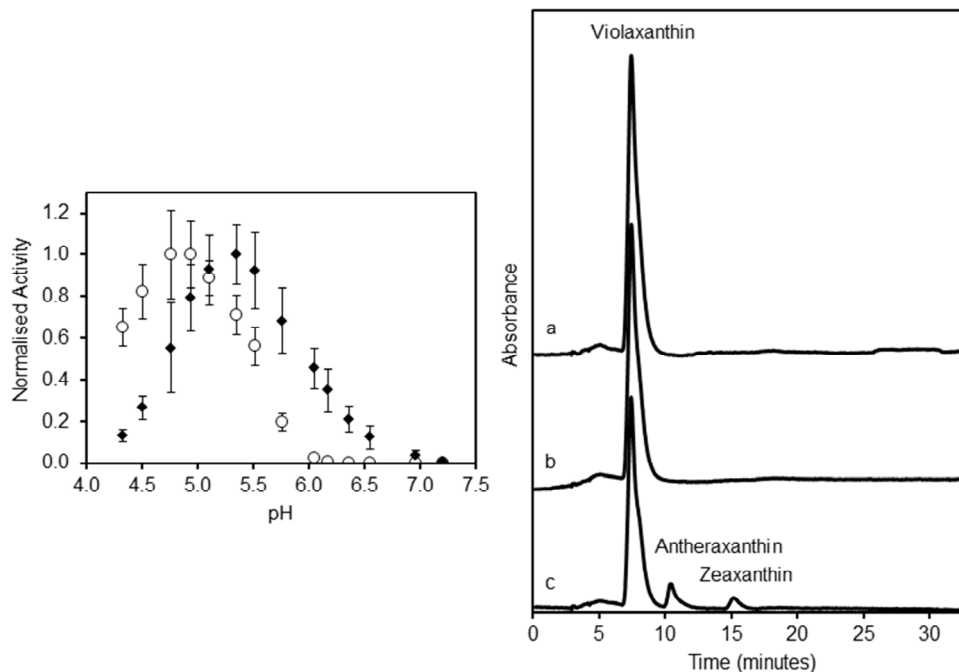 1.2
1.0
0.8
0.6
0.4
0.2
0.0
Normalised Activity
4.0 4.5 5.0 5.5 6.0 6.5 7.0 7.5
pH
Violaxanthin
Absorbance
a
b
Antheraxanthin
Zeaxanthin
c
0 5 10 15 20 25 30
Time (minutes)